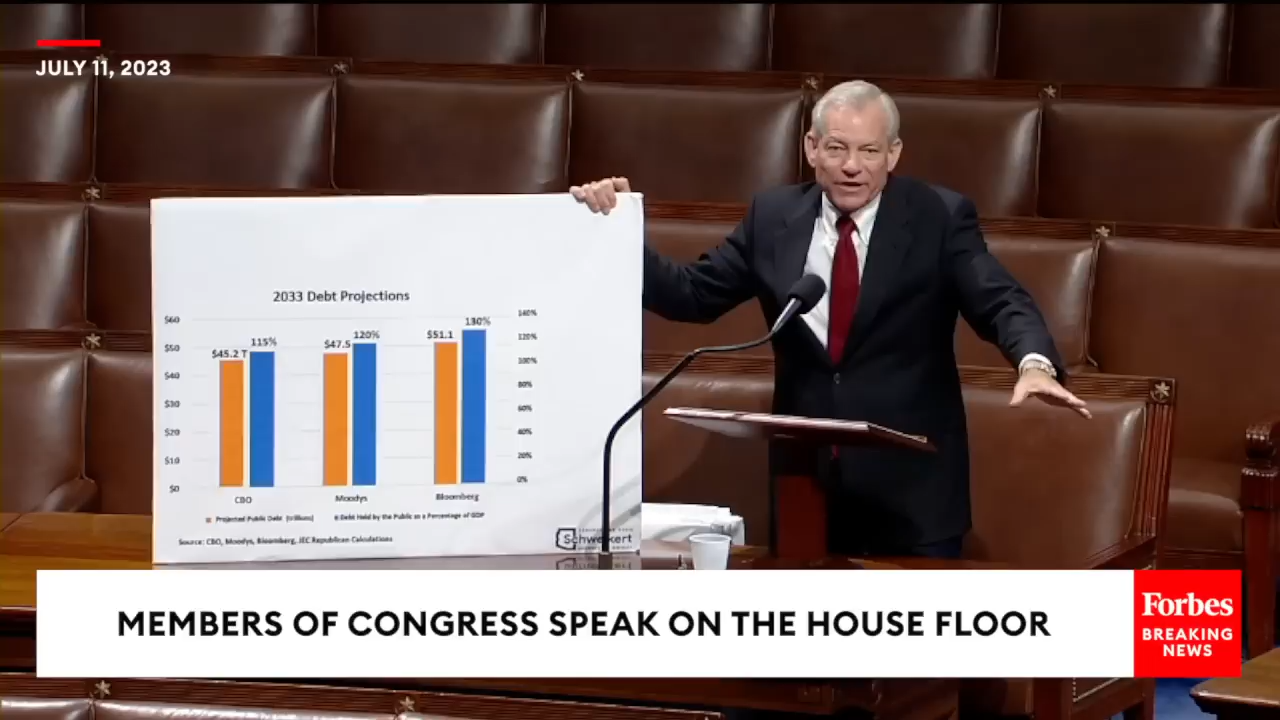 JULY 11, 2023
2033 Debt Projections
$60
$50
$40
$30
$20
$10
$0
140%
120%
100%
80%
60%
40%
20%
0%
$45.2 T
115%
$47.5
120%
$51.1
130%
CBO
Moodys
Bloomberg
Projected Public Debt (trillions)
Debt Held by the Public as a Percentage of GDP
Source: CBO, Moodys, Bloomberg, JEC Republican Calculations
Schweikert
MEMBERS OF CONGRESS SPEAK ON THE HOUSE FLOOR
Forbes
BREAKING
NEWS